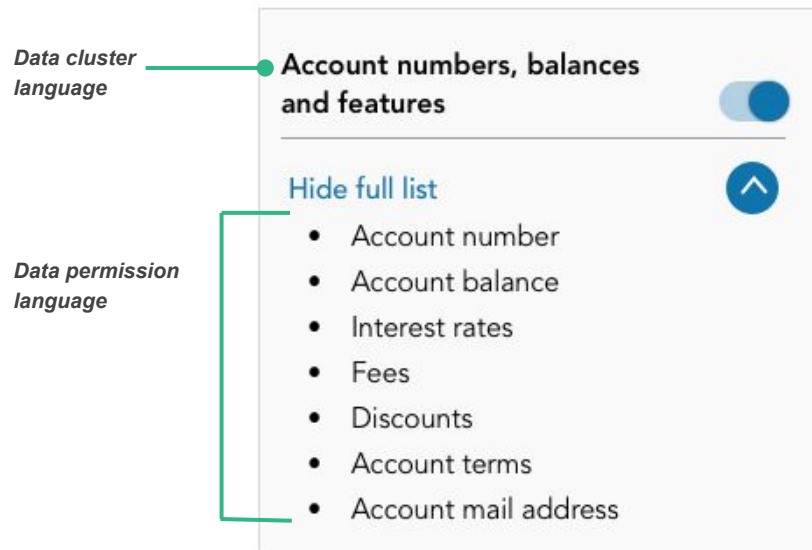 Data cluster
language
Account numbers, balances
and features
Hide full list
Data permission
language
• Account number
• Account balance
• Interest rates
• Fees
• Discounts
• Account terms
• Account mail address